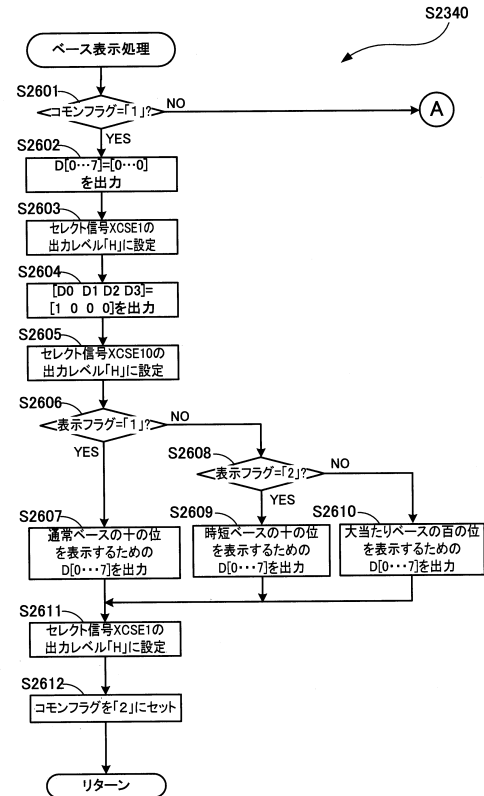 S2340
ベース表示処理
S2601
コモンフラグ=「1」?
NO
A
YES
S2602
D[0…7]=[0…0]
を出力
S2603
セレクト信号XCSE1の
出力レベル「H」に設定
S2604
[D0 D1 D2 D3]=
[1 0 0 0]を出力
S2605
セレクト信号XCSE10の
出力レベル「H」に設定
S2606
表示フラグ=「1」?
NO
YES
S2608
表示フラグ=「2」?
NO
YES
S2607
通常ベースの十の位
を表示するための
D[0…7]を出力
S2609
時短ベースの十の位
を表示するための
D[0…7]を出力
S2610
大当たりベースの百の位
を表示するための
D[0…7]を出力
S2611
セレクト信号XCSE1の
出力レベル「H」に設定
S2612
コモンフラグを「2」にセット
リターン